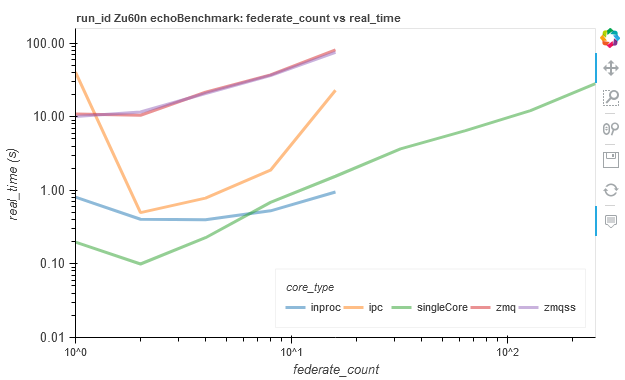 run_id Zu60n echoBenchmark: federate_count vs real_time
real_time (s)
100.00
10.00
1.00
0.10
0.01
10^0
10^1
10^2
federate_count
core_type
inproc
ipc
singleCore
zmq
zmqss